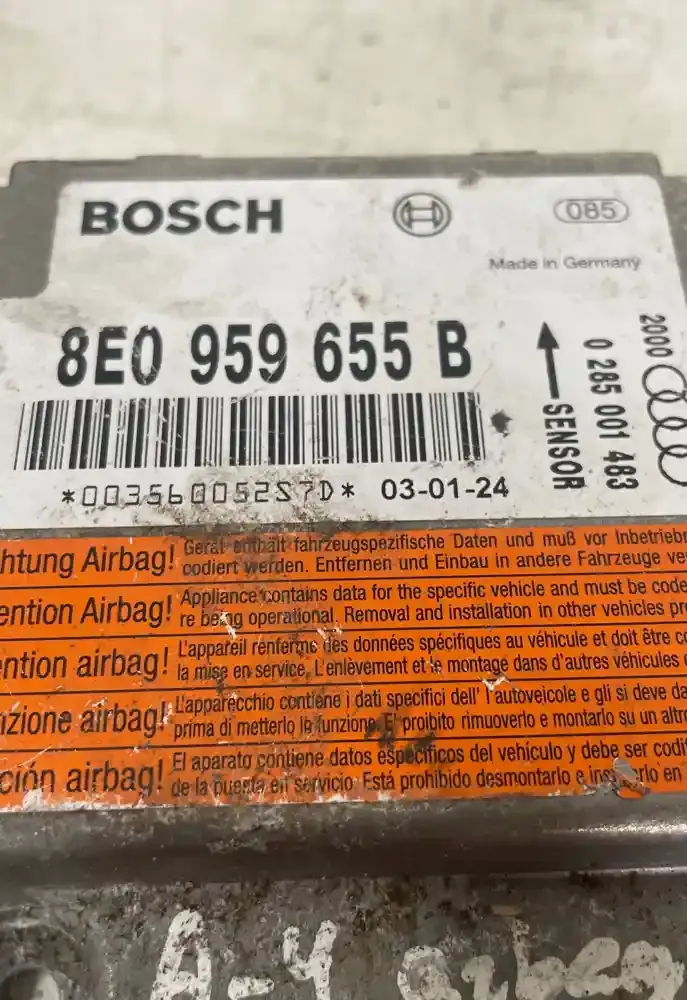 BOSCH
085
Made in Germany
8E0 959 655 B
SENSOR
0 285 001 483
2000
*003560052S7D* 03-01-24
htung Airbag! Gerät enthält fahrzeugspezifische Daten und muß vor Inbetrieb
codiert werden. Entfernen und Einbau in andere Fahrzeuge ve
ention Airbag! Appliance contains data for the specific vehicle and must be code
re being operational. Removal and installation in other vehicles pr
ention airbag! L'appareil renferme des données spécifiques au véhicule et doit être c
la mise en service. L'enlèvement et le montage dans d'autres véhicules
zione airbag! L'apparecchio contiene i dati specifici dell' l'autoveicole e gli si deve da
prima di metterlo in funzione. E' proibito rimuoverlo e montarlo su un altr
ción airbag! El aparato contiene datos específicos del vehículo y debe ser codi
de la puesta en servicio. Está prohibido desmontarlo e instalarlo en
A-4 airbag